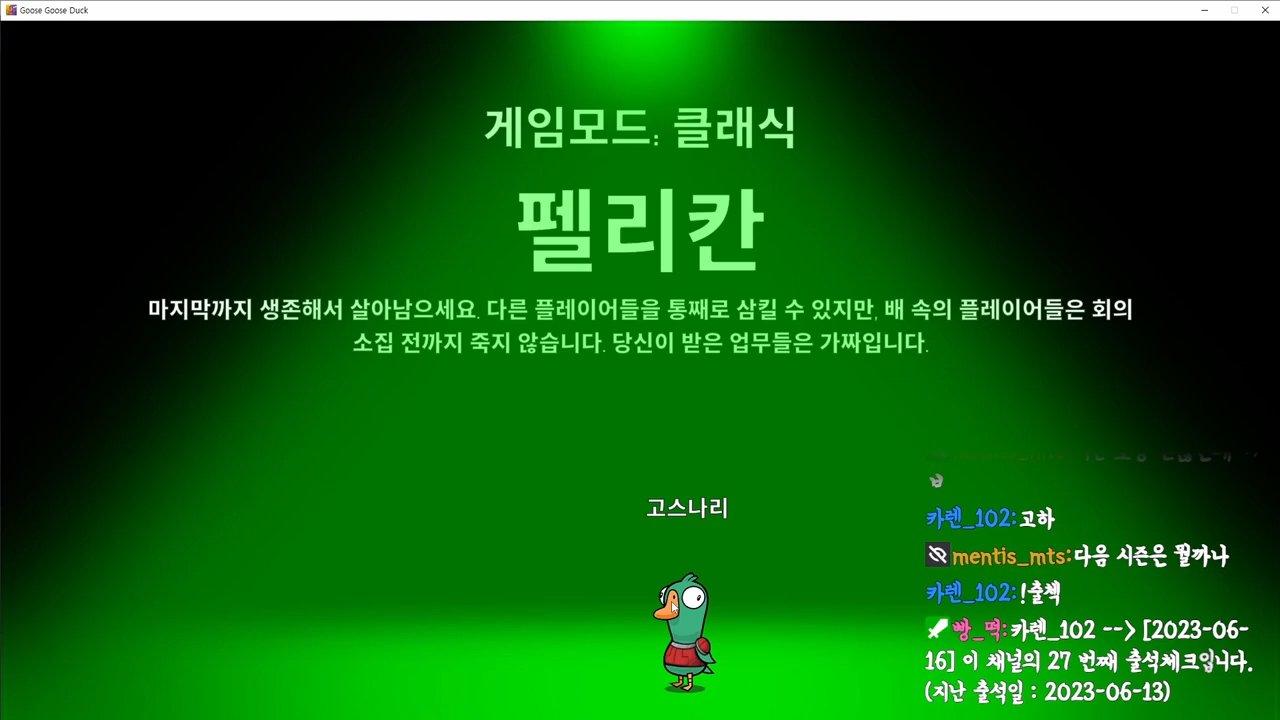 Goose Goose Duck
게임모드: 클래식
펠리칸
마지막까지 생존해서 살아남으세요. 다른 플레이어들을 통째로 삼킬 수 있지만, 배 속의 플레이어들은 회의
소집 전까지 죽지 않습니다. 당신이 받은 업무들은 가짜입니다.
고스나리
카렌_102:고하
mentis_mts:다음 시즌은 뭘까나
카렌_102:!출책
빵_떡:카렌_102 --> [2023-06-
16] 이 채널의 27 번째 출석체크입니다.
(지난 출석일 : 2023-06-13)